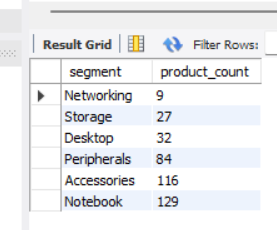 Result Grid Filter Rows:
segment product_count
Networking 9
Storage 27
Desktop 32
Peripherals 84
Accessories 116
Notebook 129